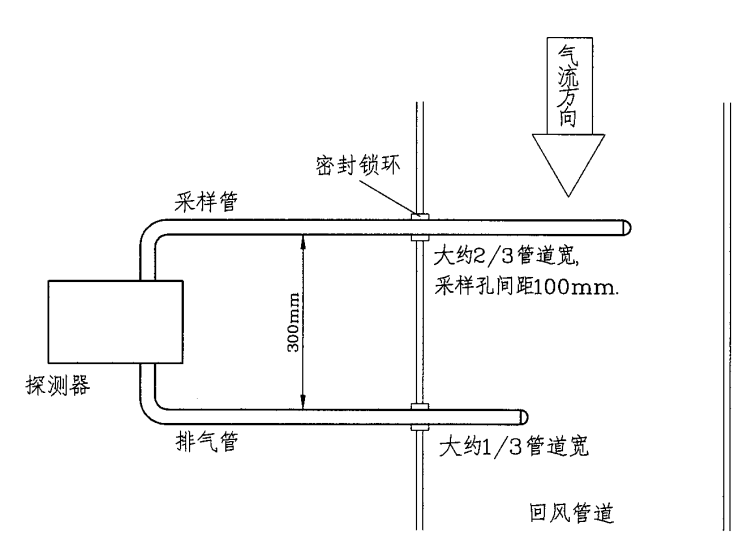 气流方向
密封锁环
采样管
大约2/3管道宽,
采样孔间距100mm.
300mm
探测器
排气管
大约1/3管道宽
回风管道